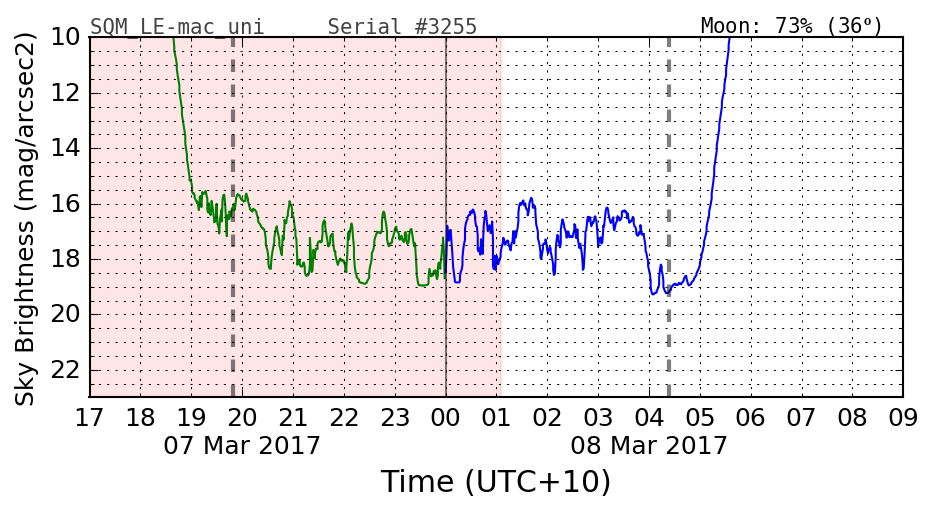 SQM_LE-mac_uni Serial #3255 Moon: 73% (36°)
Sky Brightness (mag/arcsec2)
10
12
14
16
18
20
22
17 18 19 20 21 22 23 00 01 02 03 04 05 06 07 08 09
07 Mar 2017 08 Mar 2017
Time (UTC+10)